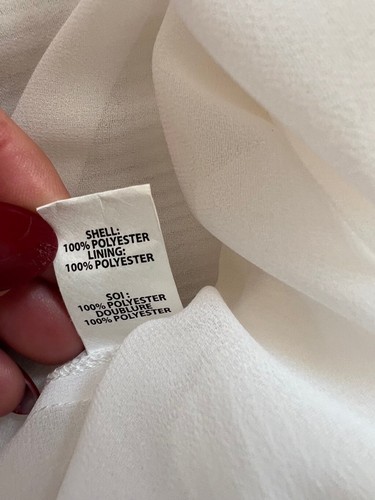 SHELL:
100% POLYESTER
LINING:
100% POLYESTER
SOI :
100% POLYESTER
DOUBLURE
100% POLYESTER